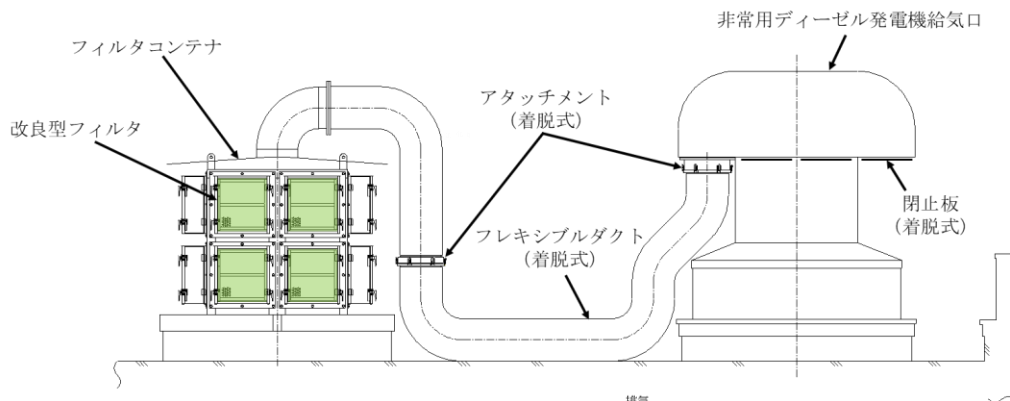 非常用ディーゼル発電機給気口
フィルタコンテナ
アタッチメント
(着脱式)
改良型フィルタ
閉止板
(着脱式)
フレキシブルダクト
(着脱式)
排気